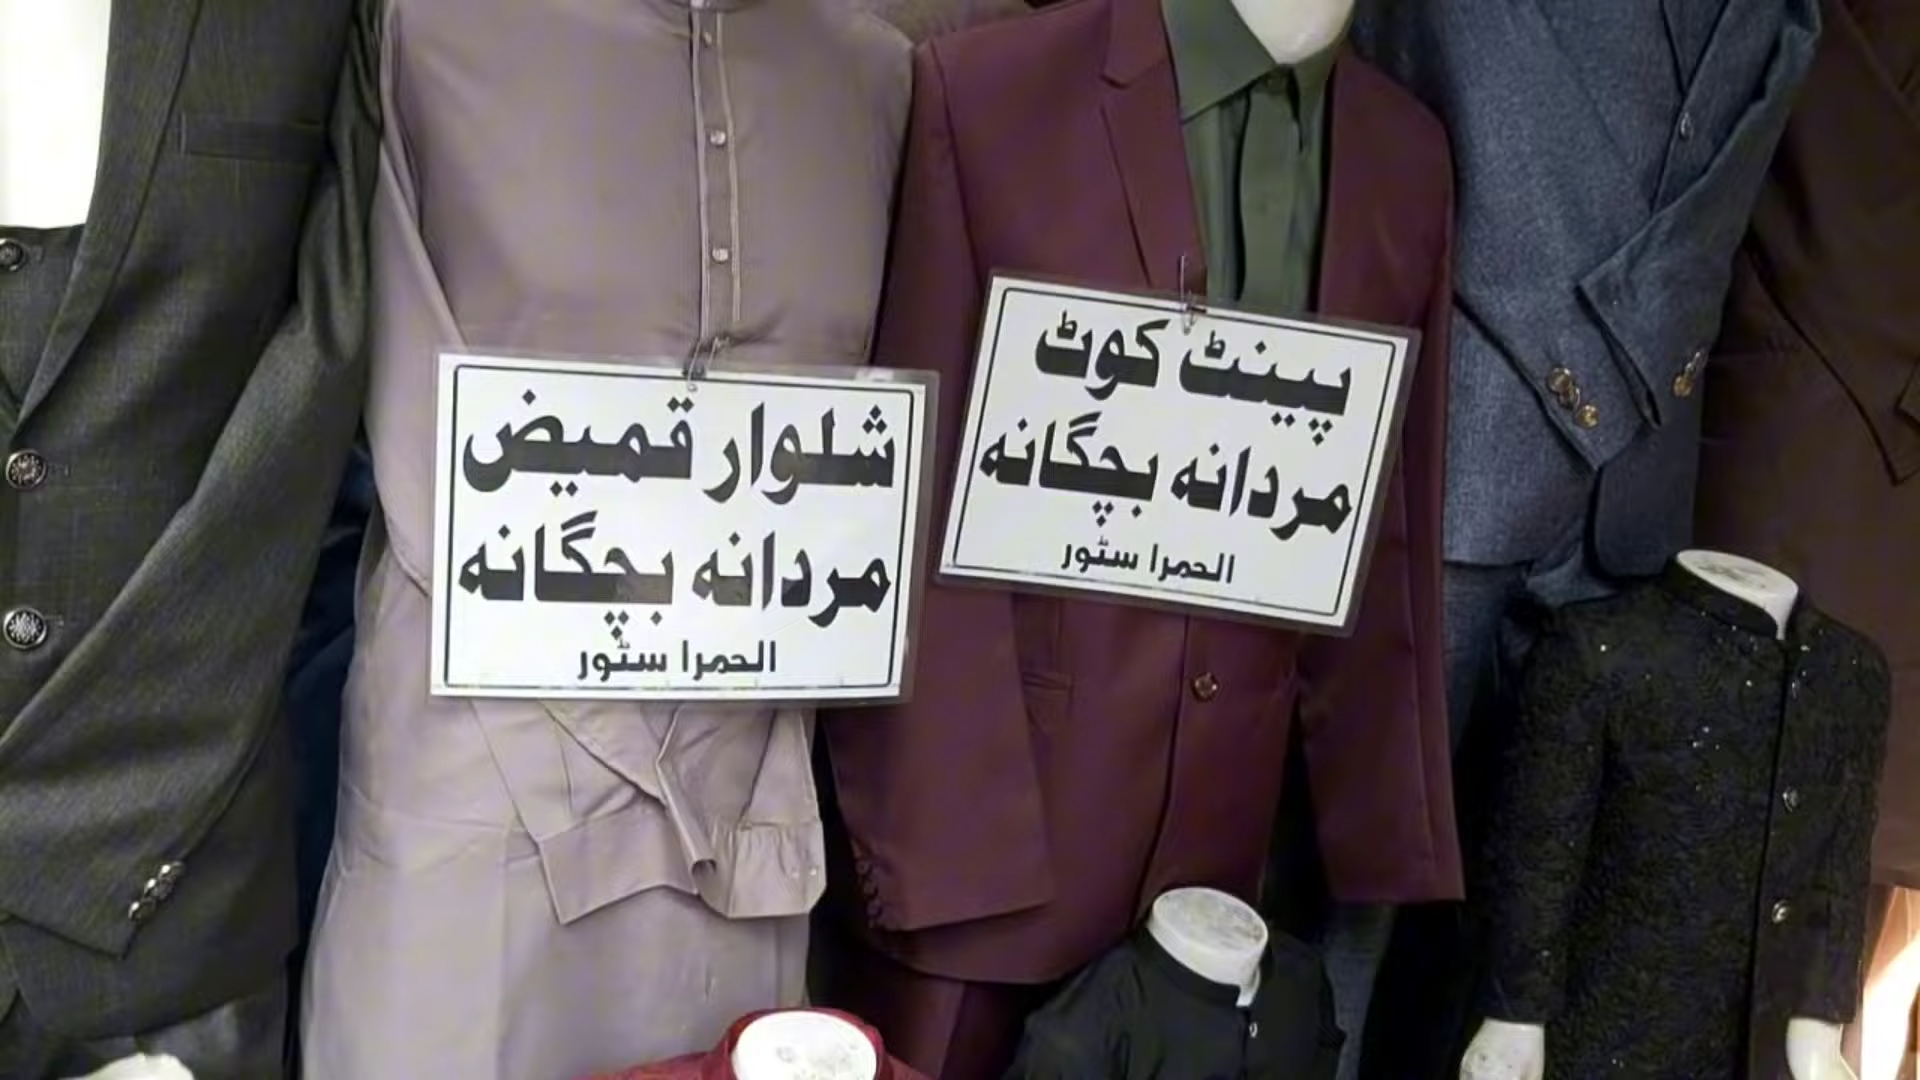 پینٹ کوٹ
مردانہ بچگانہ
الحمرا سٹور
شلوار قمیض
مردانہ بچگانہ
الحمرا سٹور